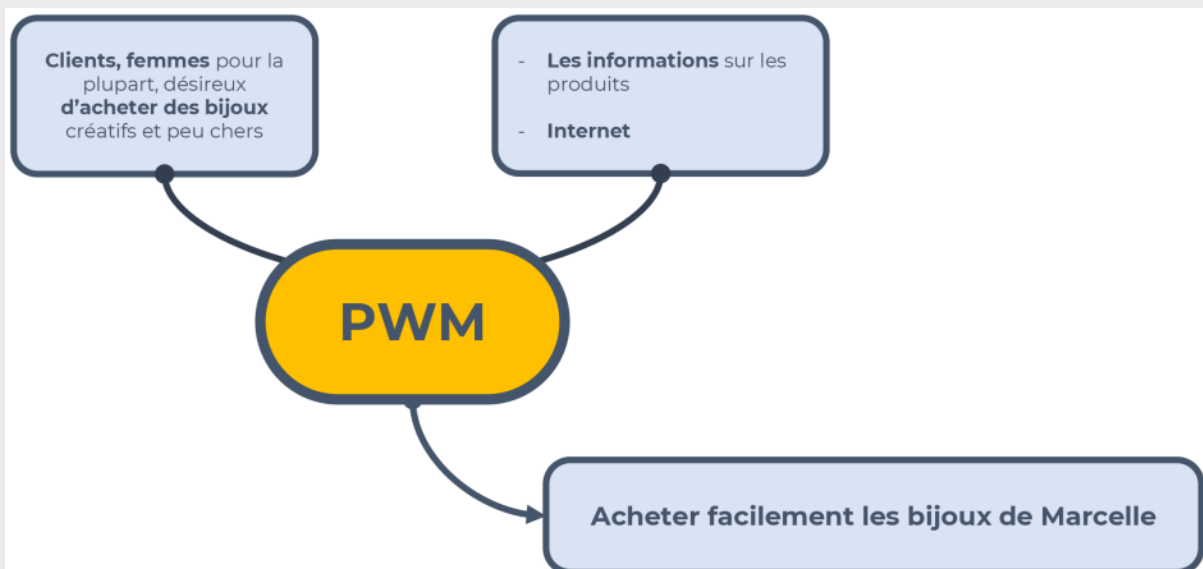 Clients, femmes pour la
plupart, désireux
d'acheter des bijoux
créatifs et peu chers
- Les informations sur les
produits
- Internet
PWM
Acheter facilement les bijoux de Marcelle